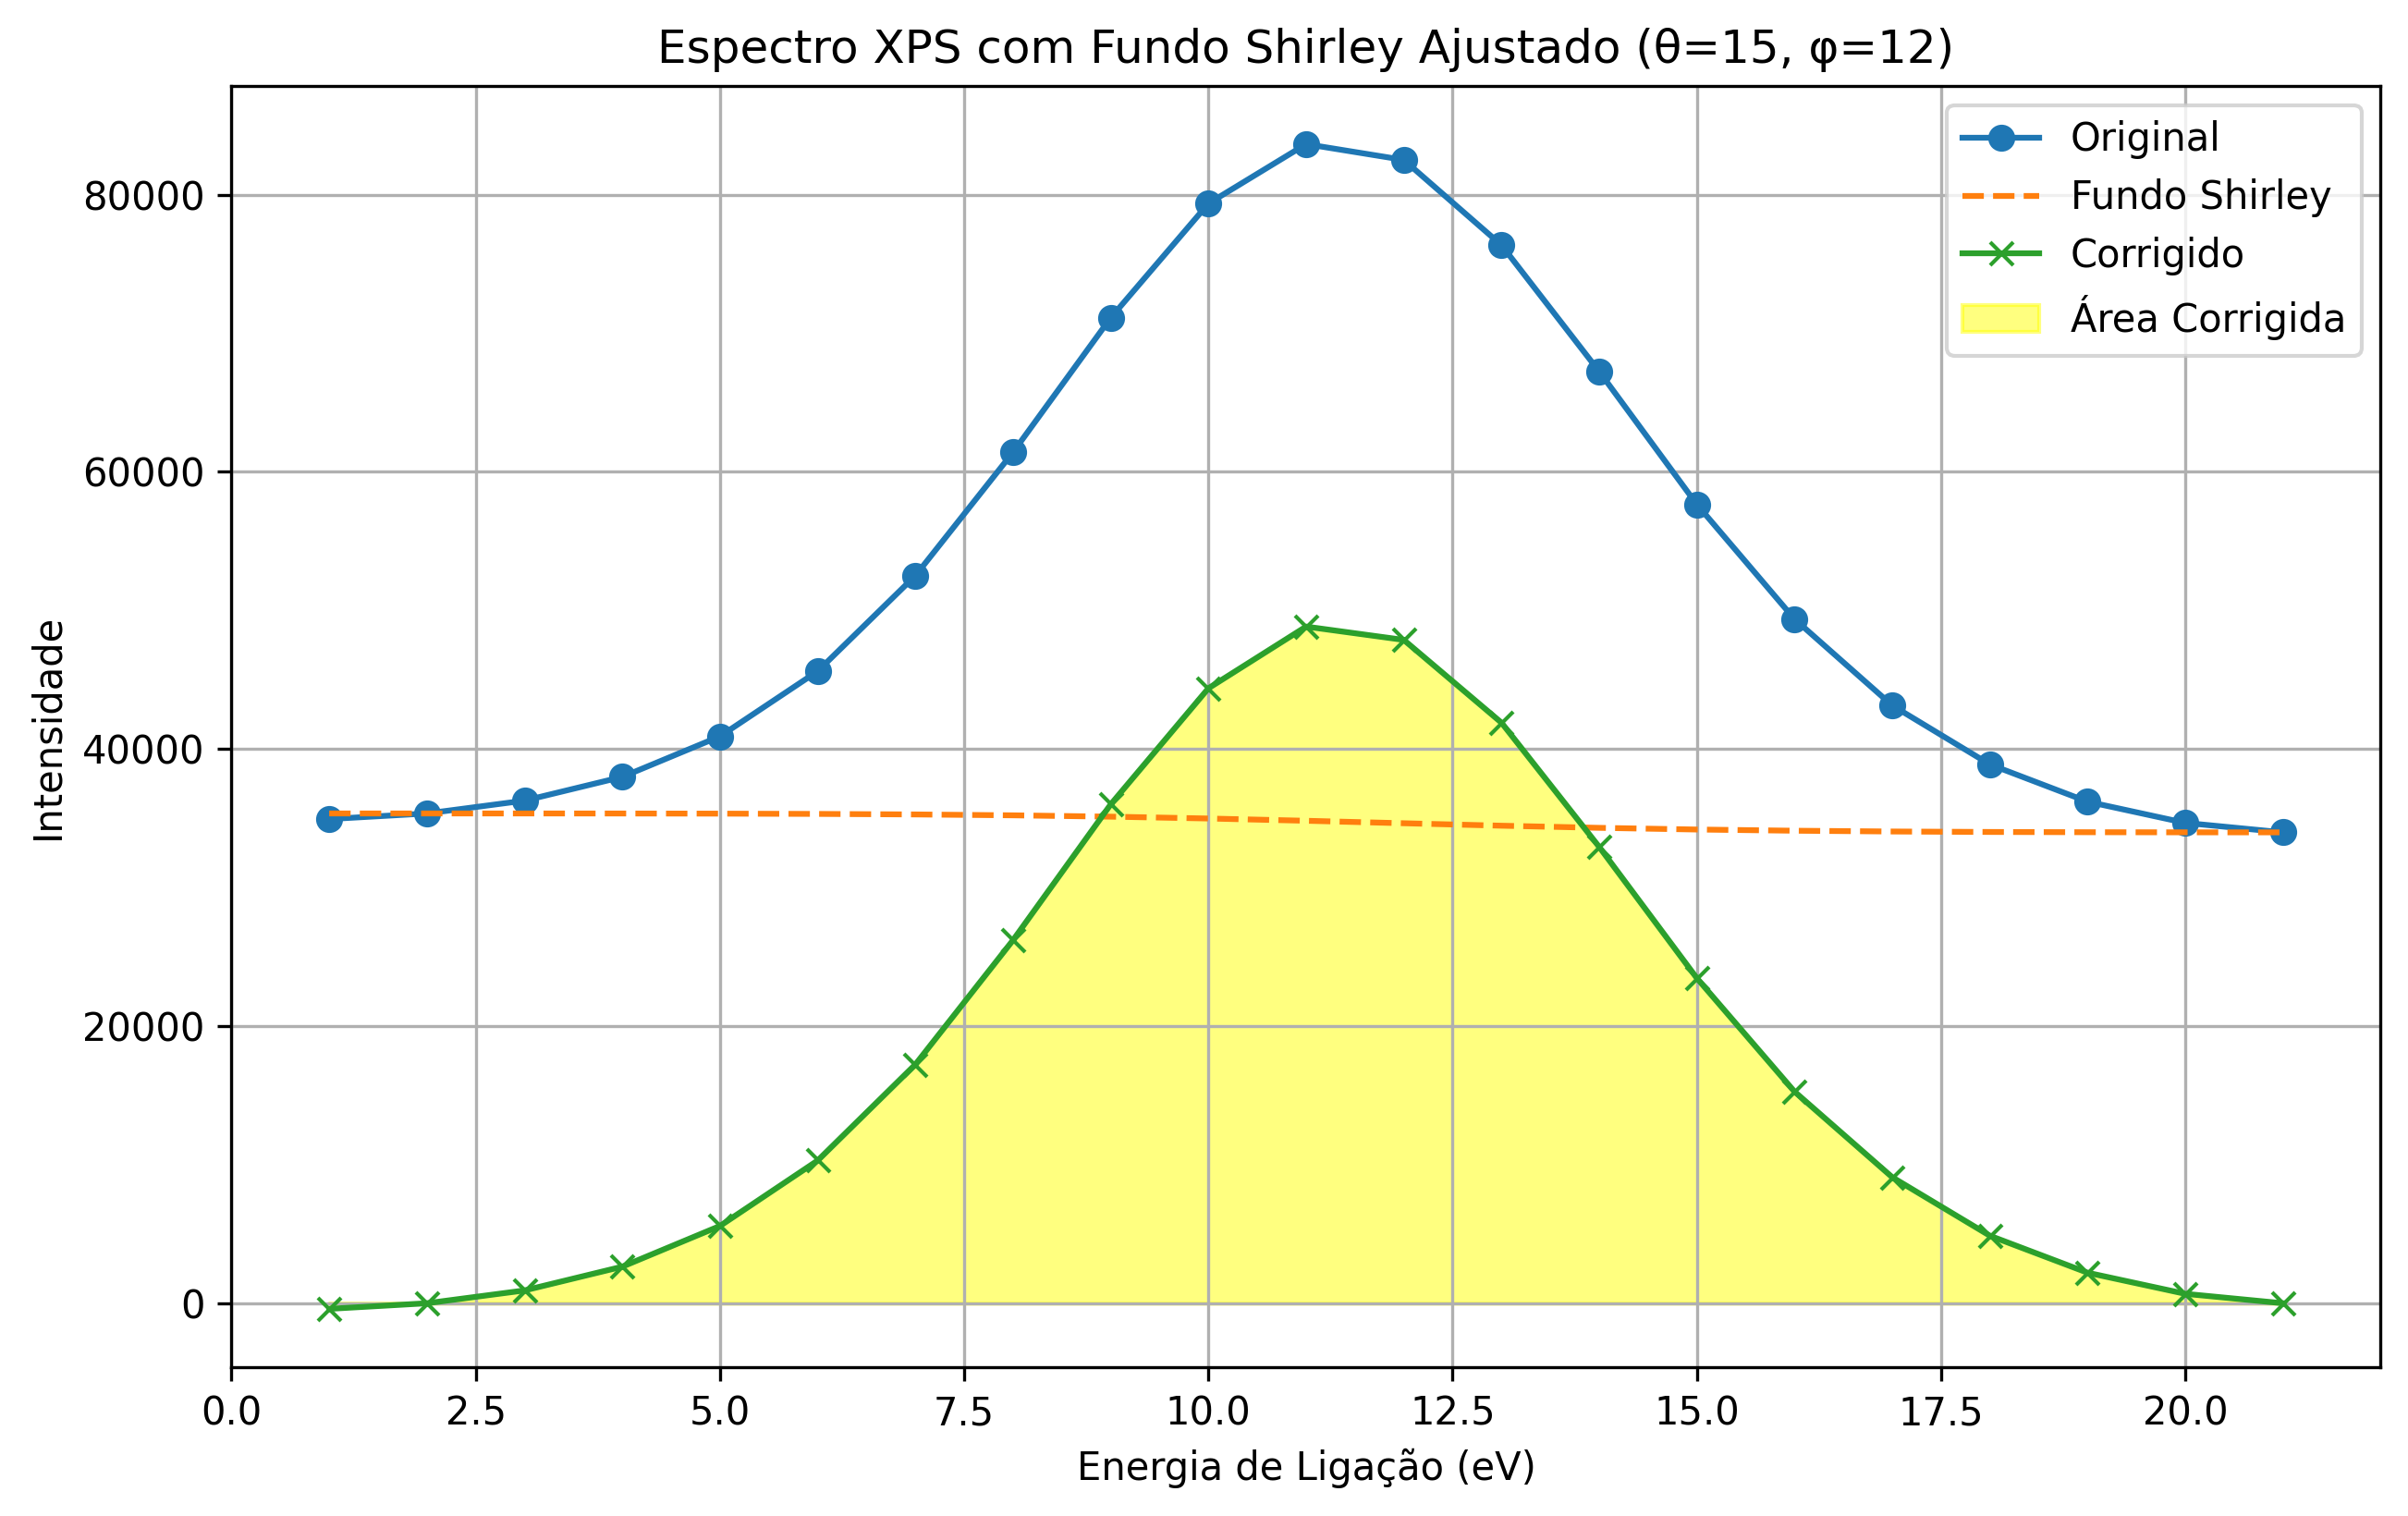 Espectro XPS com Fundo Shirley Ajustado (θ=15, φ=12)
Original
Fundo Shirley
Corrigido
Área Corrigida
Intensidade
80000
60000
40000
20000
0
0.0 2.5 5.0 7.5 10.0 12.5 15.0 17.5 20.0
Energia de Ligação (eV)